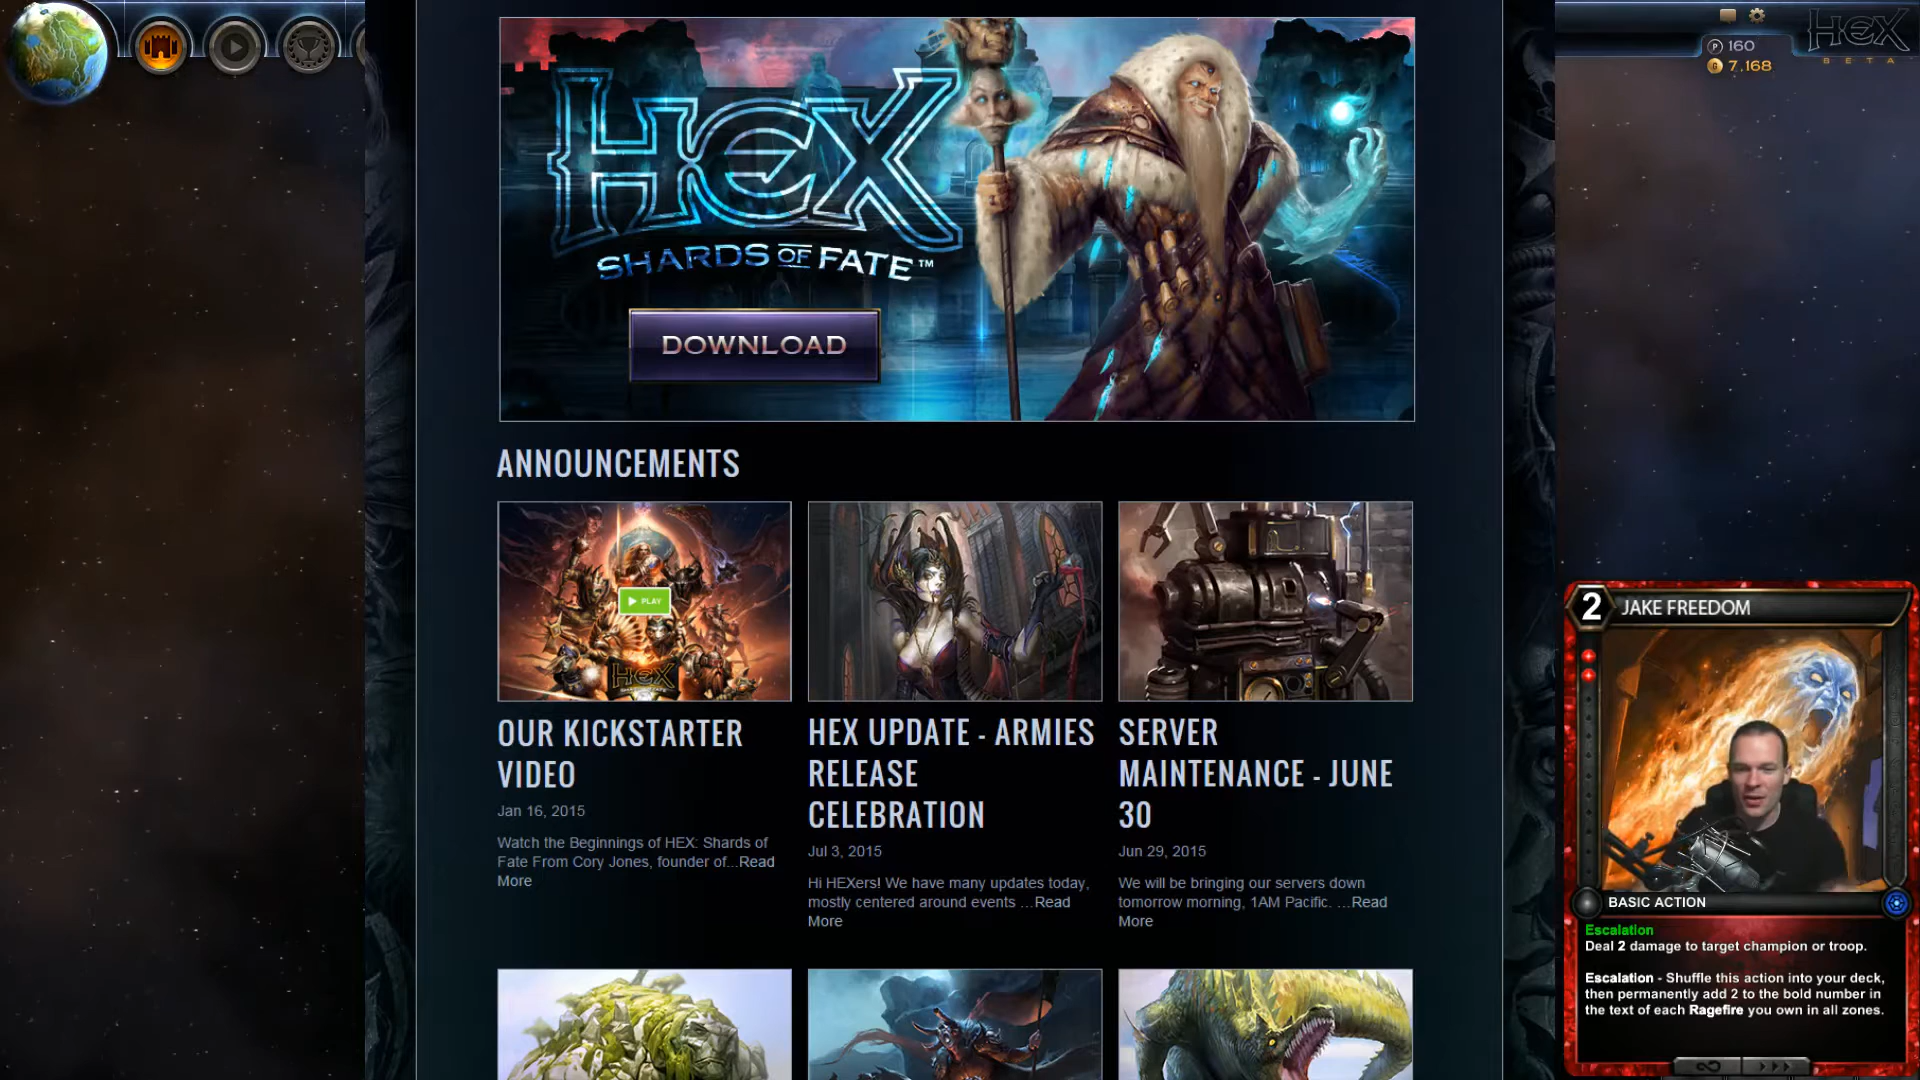 HEX
SHARDS OF FATE™
DOWNLOAD
HEX
BETA
P 160
G 7,168
ANNOUNCEMENTS
PLAY
HEX
OUR KICKSTARTER
VIDEO
Jan 16, 2015
Watch the Beginnings of HEX: Shards of
Fate From Cory Jones, founder of...Read
More
HEX UPDATE - ARMIES
RELEASE
CELEBRATION
Jul 3, 2015
Hi HEXers! We have many updates today,
mostly centered around events ...Read
More
SERVER
MAINTENANCE - JUNE
30
Jun 29, 2015
We will be bringing our servers down
tomorrow morning, 1AM Pacific. ...Read
More
2 JAKE FREEDOM
BASIC ACTION
Escalation
Deal 2 damage to target champion or troop.
Escalation - Shuffle this action into your deck,
then permanently add 2 to the bold number in
the text of each Ragefire you own in all zones.